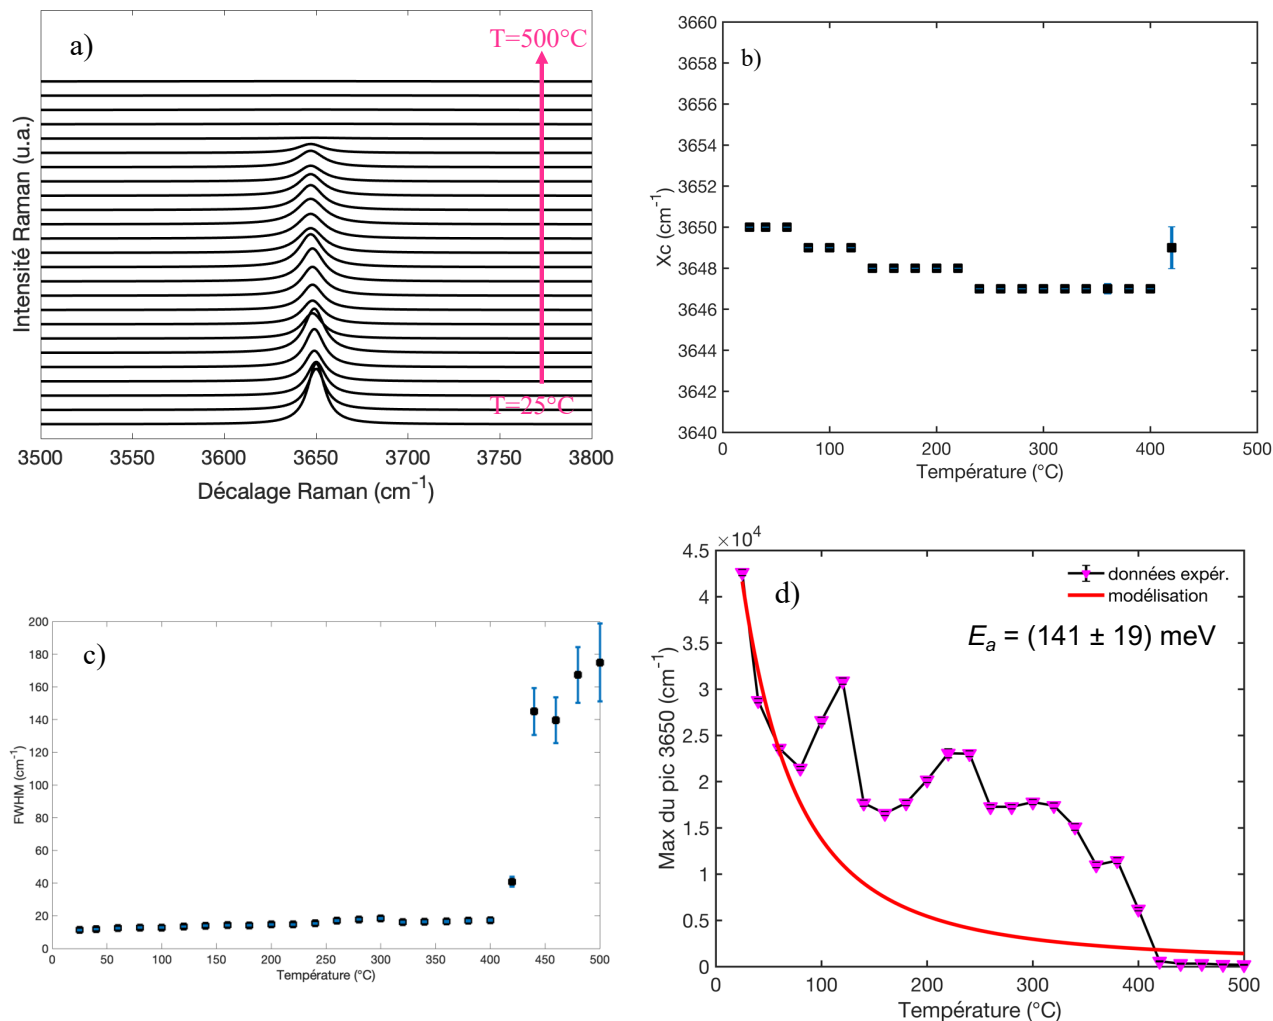 a)
T=500°C
T=25°C
Intensité Raman (u.a.)
3500 3550 3600 3650 3700 3750 3800
Décalage Raman (cm-1)
b)
3660
3658
3656
3654
3652
3650
3648
3646
3644
3642
3640
Xc (cm-1)
0 100 200 300 400 500
Température (°C)
c)
200
180
160
140
120
100
80
60
40
20
0
FWHM (cm-1)
0 50 100 150 200 250 300 350 400 450 500
Température (°C)
d)
×10^4
4.5
4
3.5
3
2.5
2
1.5
1
0.5
0
Max du pic 3650 (cm-1)
données expér.
modélisation
Ea = (141 ± 19) meV
100 200 300 400 500
Température (°C)